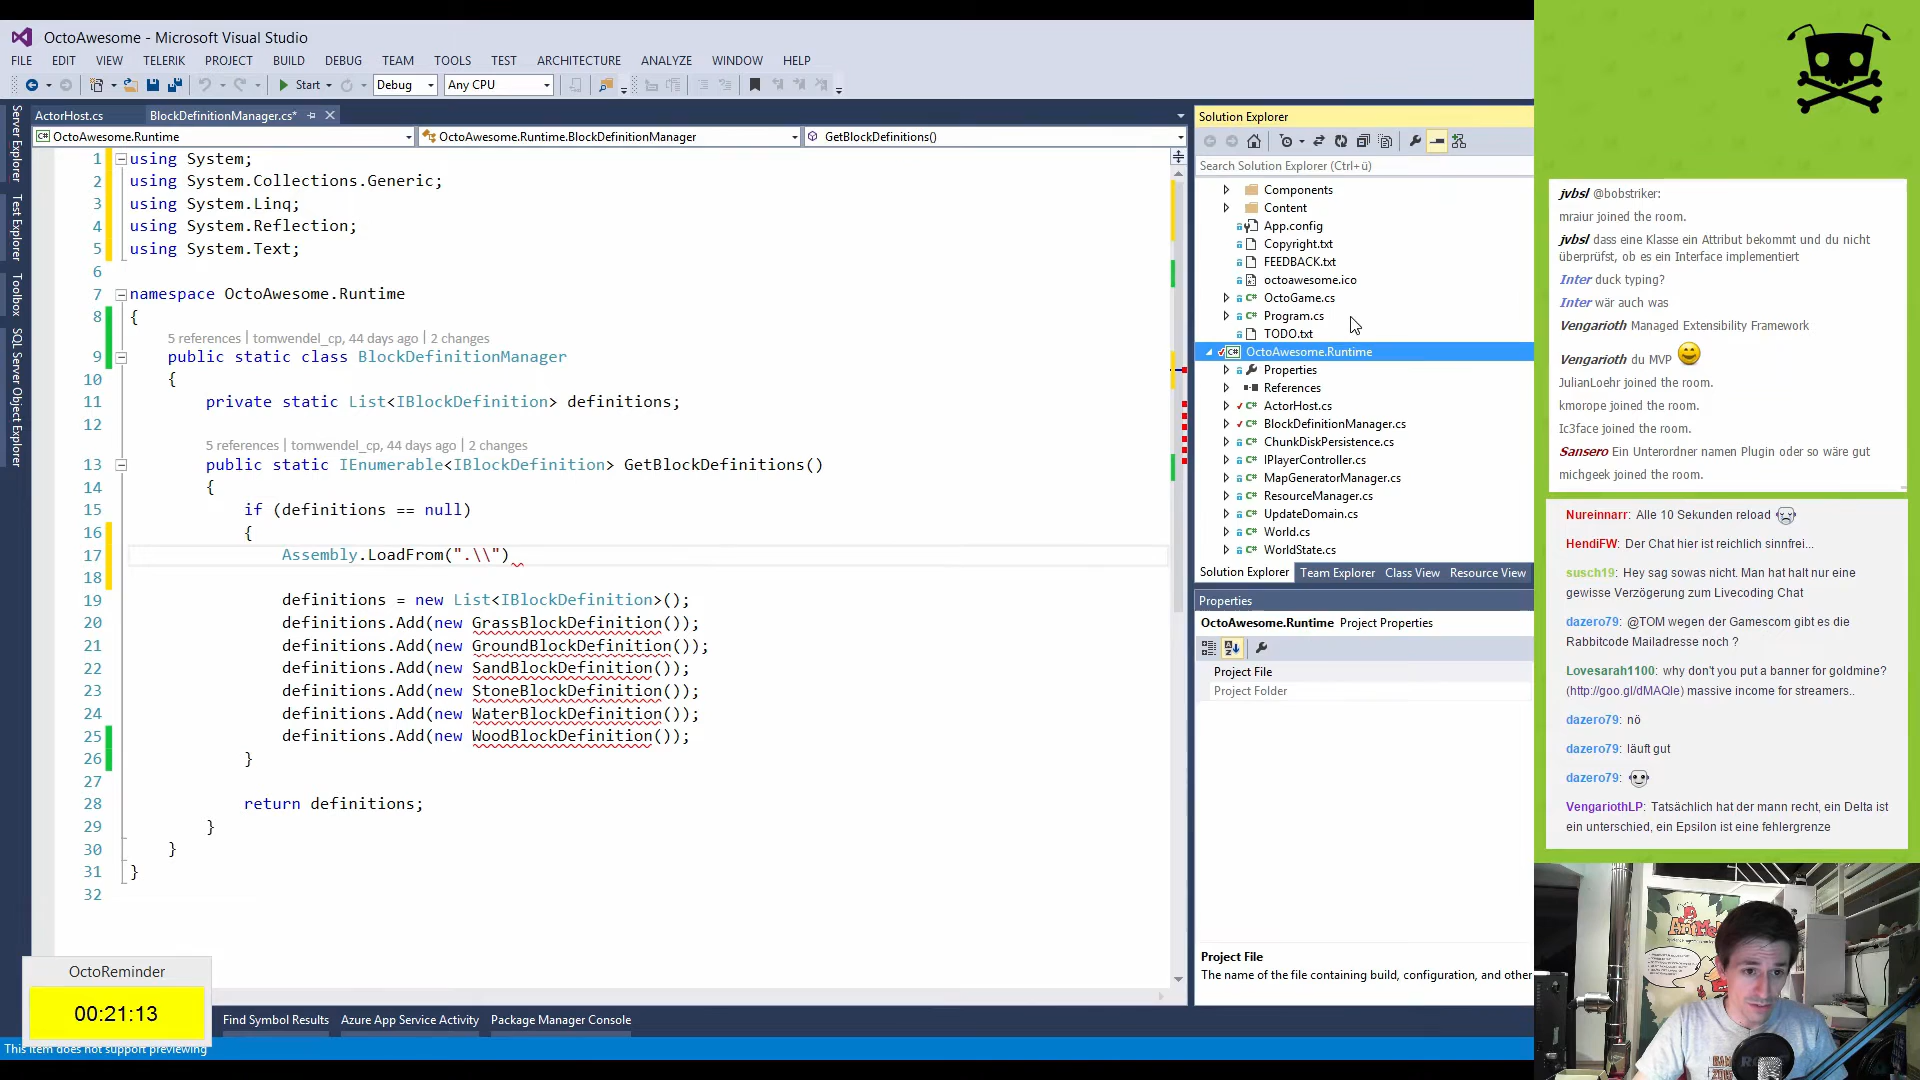 OctoAwesome - Microsoft Visual Studio
FILE EDIT VIEW TELERIK PROJECT BUILD DEBUG TEAM TOOLS TEST ARCHITECTURE ANALYZE WINDOW HELP
Start Debug Any CPU
Server Explorer
Test Explorer
Toolbox
SQL Server Object Explorer
ActorHost.cs BlockDefinitionManager.cs*
OctoAwesome.Runtime OctoAwesome.Runtime.BlockDefinitionManager GetBlockDefinitions()
1 using System;
2 using System.Collections.Generic;
3 using System.Linq;
4 using System.Reflection;
5 using System.Text;
6
7 namespace OctoAwesome.Runtime
8 {
5 references | tomwendel_cp, 44 days ago | 2 changes
9 public static class BlockDefinitionManager
10 {
11 private static List<IBlockDefinition> definitions;
12
5 references | tomwendel_cp, 44 days ago | 2 changes
13 public static IEnumerable<IBlockDefinition> GetBlockDefinitions()
14 {
15 if (definitions == null)
16 {
17 Assembly.LoadFrom(".\\")
18
19 definitions = new List<IBlockDefinition>();
20 definitions.Add(new GrassBlockDefinition());
21 definitions.Add(new GroundBlockDefinition());
22 definitions.Add(new SandBlockDefinition());
23 definitions.Add(new StoneBlockDefinition());
24 definitions.Add(new WaterBlockDefinition());
25 definitions.Add(new WoodBlockDefinition());
26 }
27
28 return definitions;
29 }
30 }
31 }
32
OctoReminder
00:21:13
Find Symbol Results Azure App Service Activity Package Manager Console
This item does not support previewing
Solution Explorer
Search Solution Explorer (Ctrl+ü)
Components
Content
App.config
Copyright.txt
FEEDBACK.txt
octoawesome.ico
OctoGame.cs
Program.cs
TODO.txt
OctoAwesome.Runtime
Properties
References
ActorHost.cs
BlockDefinitionManager.cs
ChunkDiskPersistence.cs
IPlayerController.cs
MapGeneratorManager.cs
ResourceManager.cs
UpdateDomain.cs
World.cs
WorldState.cs
Solution Explorer Team Explorer Class View Resource View
Properties
OctoAwesome.Runtime Project Properties
Project File
Project Folder
Project File
The name of the file containing build, configuration, and other
jvbsl @bobstriker:
mraiur joined the room.
jvbsl dass eine Klasse ein Attribut bekommt und du nicht
überprüfst, ob es ein Interface implementiert
Inter duck typing?
Inter wär auch was
Vengarioth Managed Extensibility Framework
Vengarioth du MVP
JulianLoehr joined the room.
kmorope joined the room.
Ic3face joined the room.
Sansero Ein Unterordner namen Plugin oder so wäre gut
michgeek joined the room.
Nureinnarr: Alle 10 Sekunden reload
HendiFW: Der Chat hier ist reichlich sinnfrei...
susch19: Hey sag sowas nicht. Man hat halt nur eine
gewisse Verzögerung zum Livecoding Chat
dazero79: @TOM wegen der Gamescom gibt es die
Rabbitcode Mailadresse noch ?
Lovesarah1100: why don't you put a banner for goldmine?
(http://goo.gl/dMAQle) massive income for streamers..
dazero79: nö
dazero79: läuft gut
dazero79:
VengariothLP: Tatsächlich hat der mann recht, ein Delta ist
ein unterschied, ein Epsilon ist eine fehlergrenze